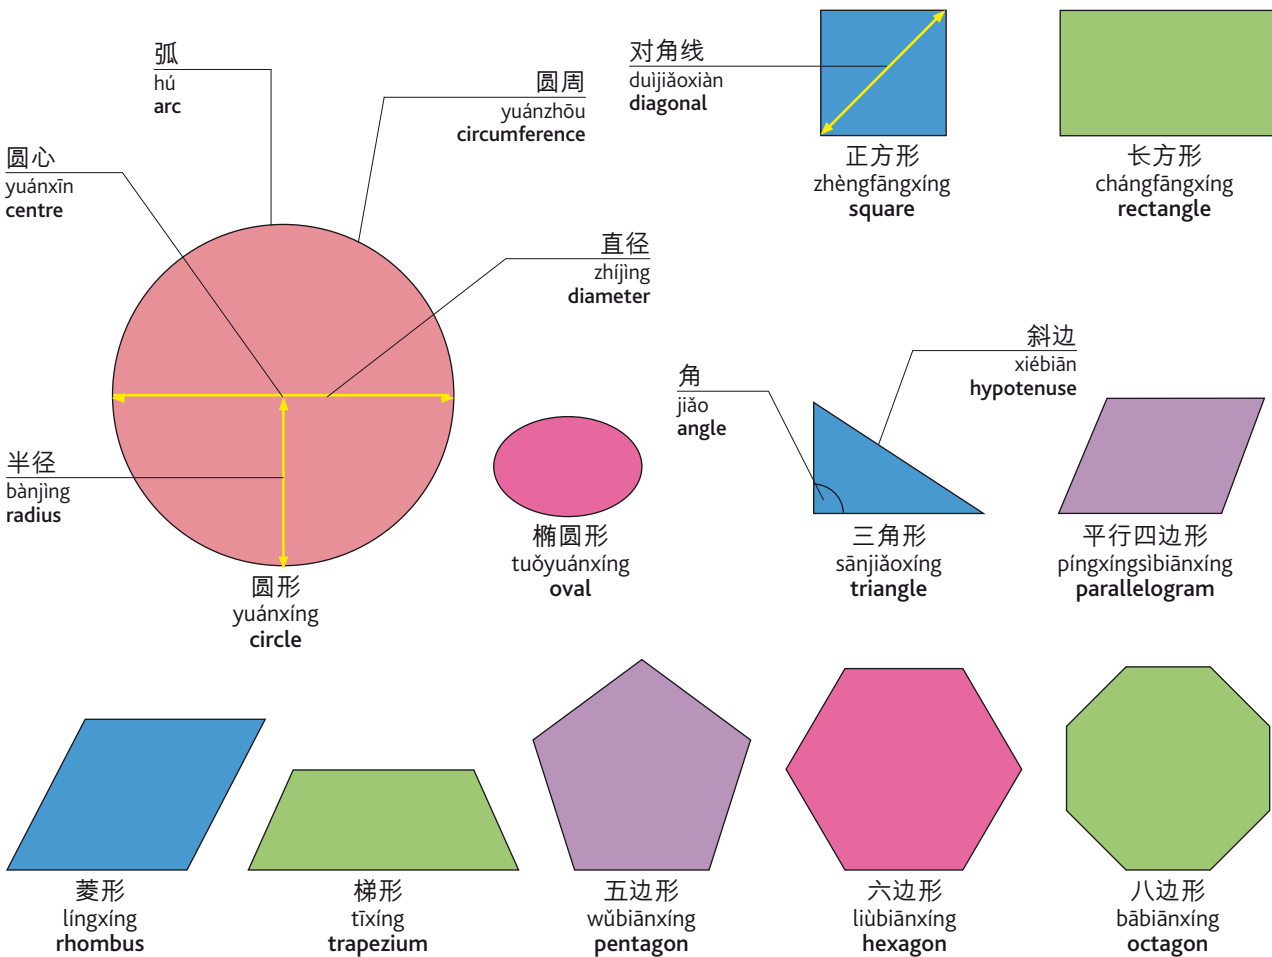 弧
hú
arc
圆周
yuánzhōu
circumference
圆心
yuánxīn
centre
直径
zhíjìng
diameter
半径
bànjìng
radius
圆形
yuánxíng
circle
对角线
duìjiǎoxiàn
diagonal
正方形
zhèngfāngxíng
square
长方形
chángfāngxíng
rectangle
椭圆形
tuǒyuánxíng
oval
角
jiǎo
angle
斜边
xiébiān
hypotenuse
三角形
sānjiǎoxíng
triangle
平行四边形
píngxíngsìbiānxíng
parallelogram
菱形
língxíng
rhombus
梯形
tīxíng
trapezium
五边形
wǔbiānxíng
pentagon
六边形
liùbiānxíng
hexagon
八边形
bābiānxíng
octagon